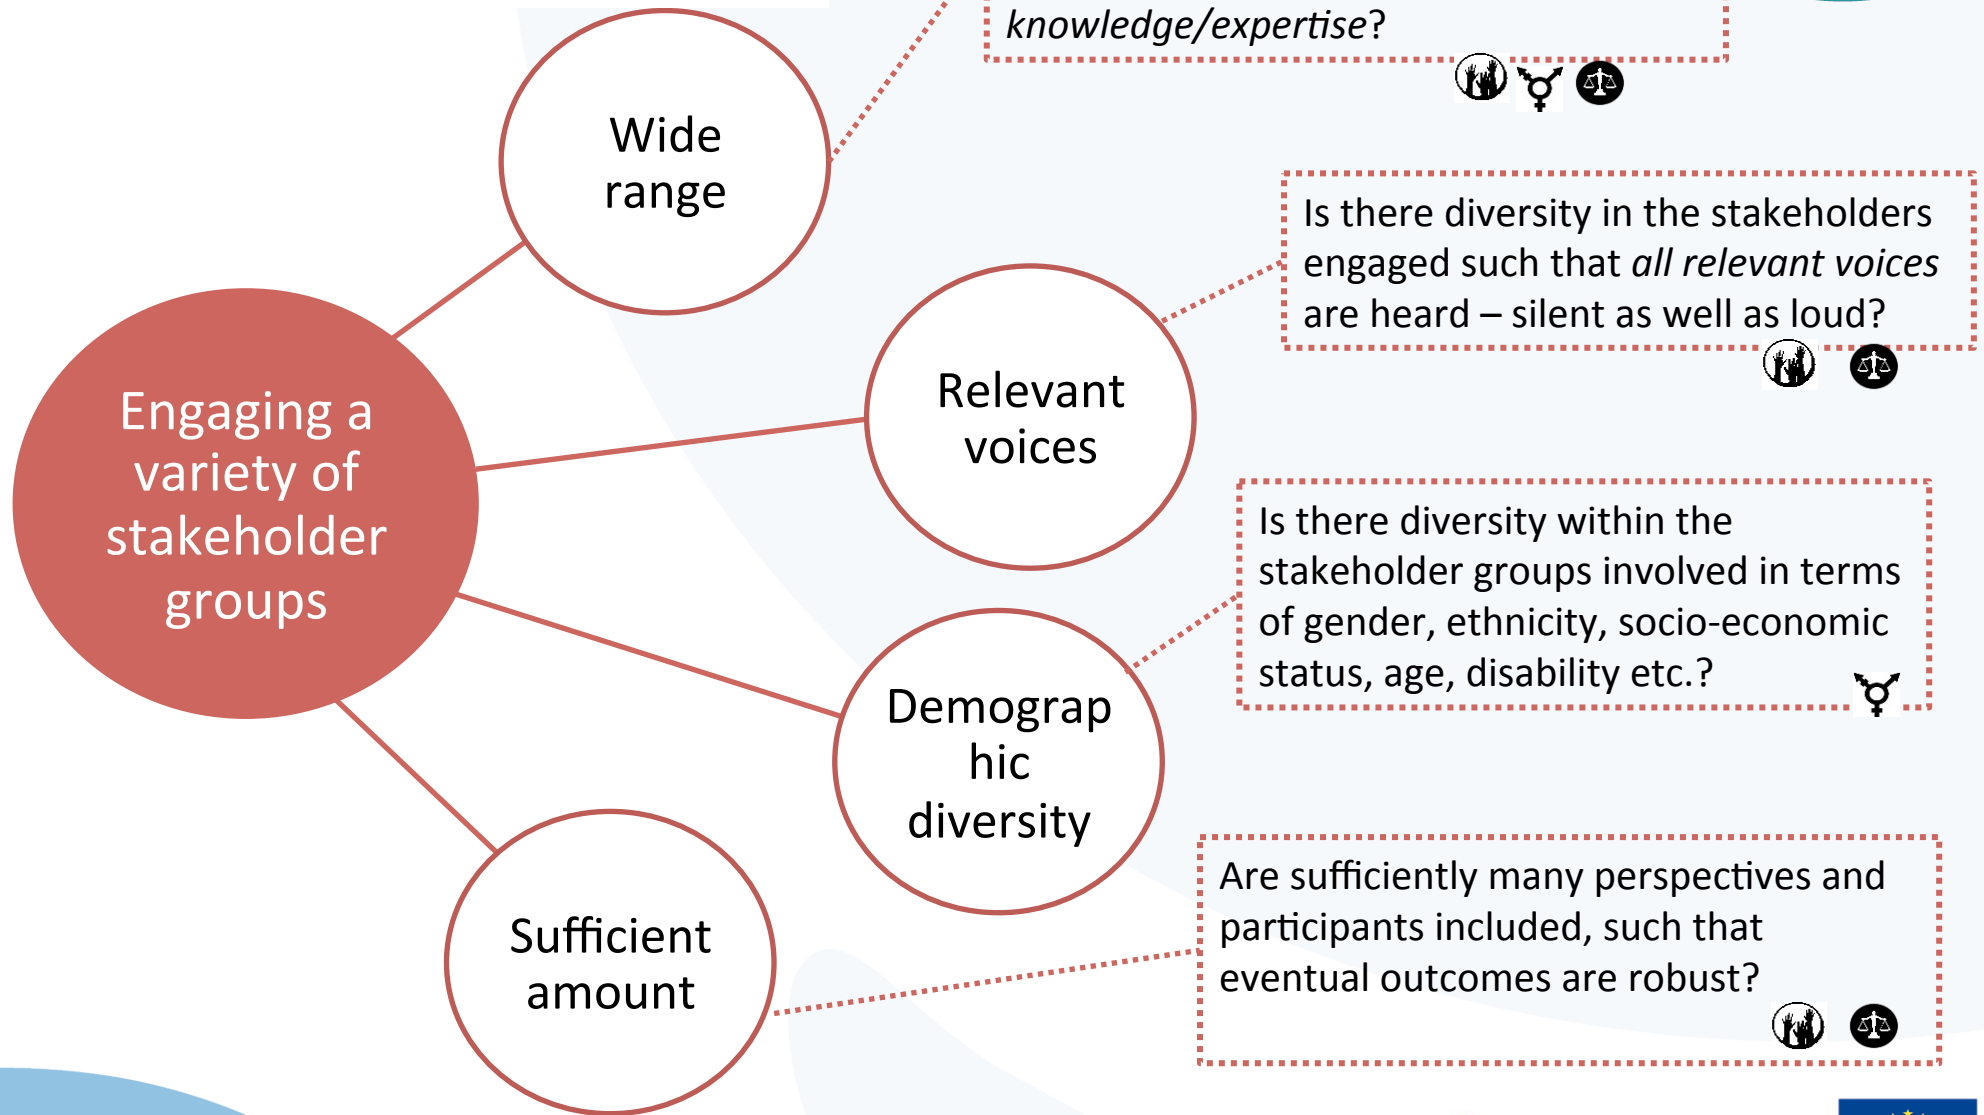 knowledge/expertise?
Wide
range
Is there diversity in the stakeholders
engaged such that all relevant voices
are heard – silent as well as loud?
Relevant
voices
Engaging a
variety of
stakeholder
groups
Is there diversity within the
stakeholder groups involved in terms
of gender, ethnicity, socio-economic
status, age, disability etc.?
Demograp
hic
diversity
Sufficient
amount
Are sufficiently many perspectives and
participants included, such that
eventual outcomes are robust?